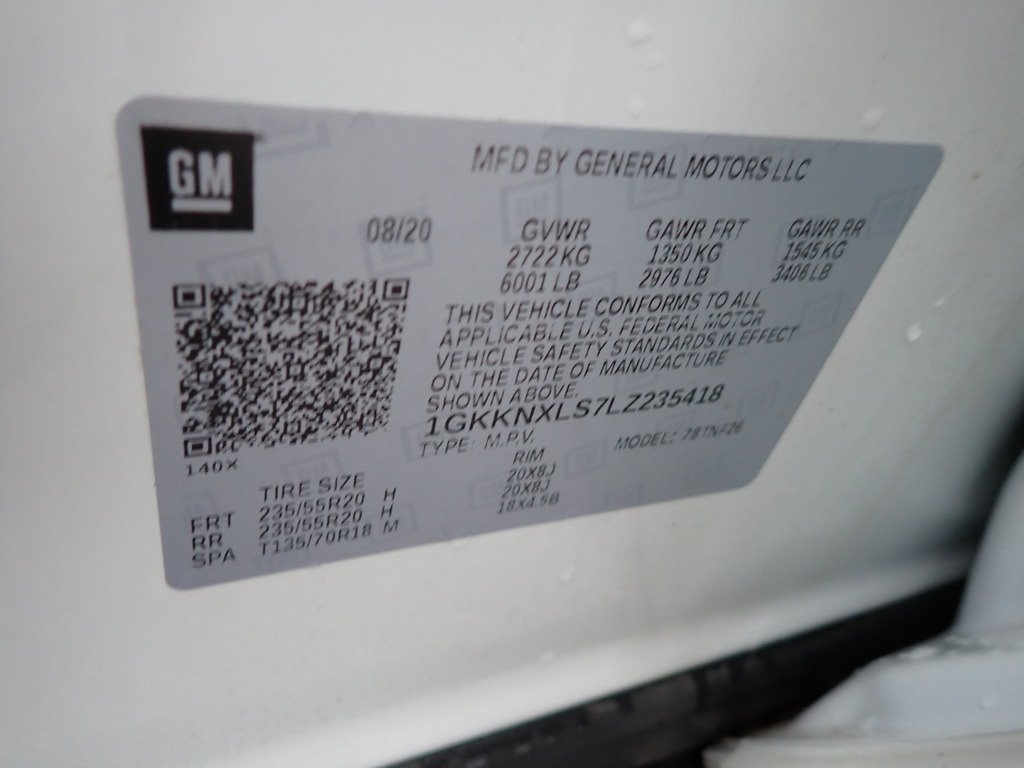 GM
MFD BY GENERAL MOTORS LLC
08/20 GVWR GAWR FRT GAWR RR
2722 KG 1350 KG 1545 KG
6001 LB 2976 LB 3406 LB
THIS VEHICLE CONFORMS TO ALL
APPLICABLE U.S. FEDERAL MOTOR
VEHICLE SAFETY STANDARDS IN EFFECT
ON THE DATE OF MANUFACTURE
SHOWN ABOVE.
1GKKNXLS7LZ235418
TYPE: M.P.V. MODEL: 78TNF26
140X
TIRE SIZE RIM
FRT 235/55R20 H 20X8J
RR 235/55R20 H 20X8J
SPA T135/70R18 M 18X4.5B